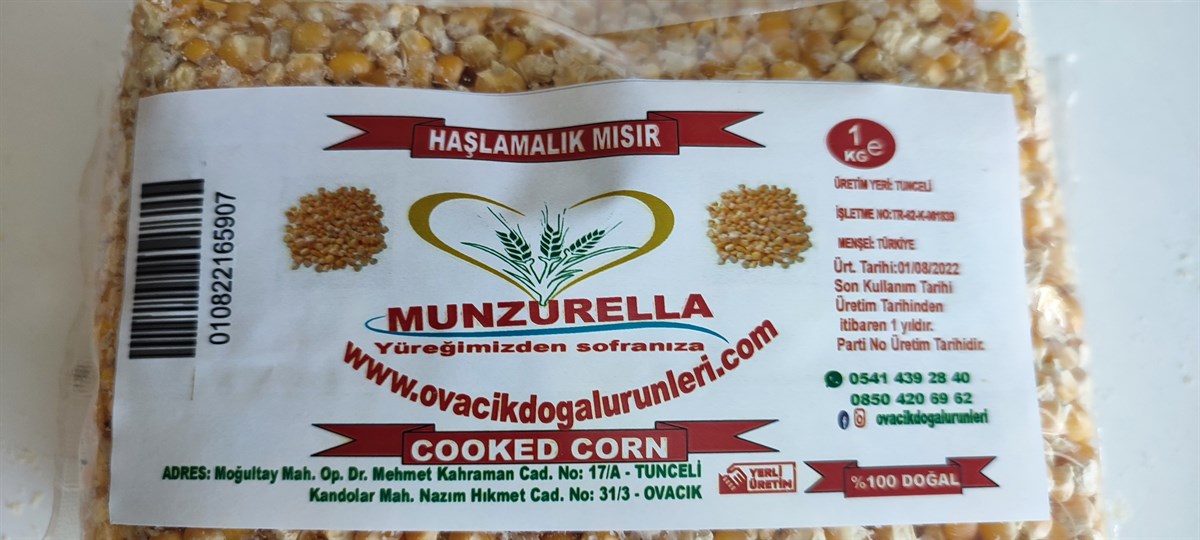 HAŞLAMALIK MISIR
1
KG e
ÜRETİM YERİ: TUNCELİ
MENŞEİ: TÜRKİYE
Ürt. Tarihi:01/08/2022
Son Kullanım Tarihi
Üretim Tarihinden
itibaren 1 yıldır.
Parti No Üretim Tarihidir.
0541 439 28 40
0850 420 69 62
ovacikdogalurunleri
010822165907
MUNZURELLA
Yüreğimizden sofranıza
www.ovacikdogalurunleri.com
COOKED CORN
ADRES: Moğultay Mah. Op. Dr. Mehmet Kahraman Cad. No: 17/A - TUNCELİ
Kandolar Mah. Nazım Hıkmet Cad. No: 31/3 - OVACIK
YERLİ
ÜRETİM
%100 DOĞAL
İŞLETME NO: